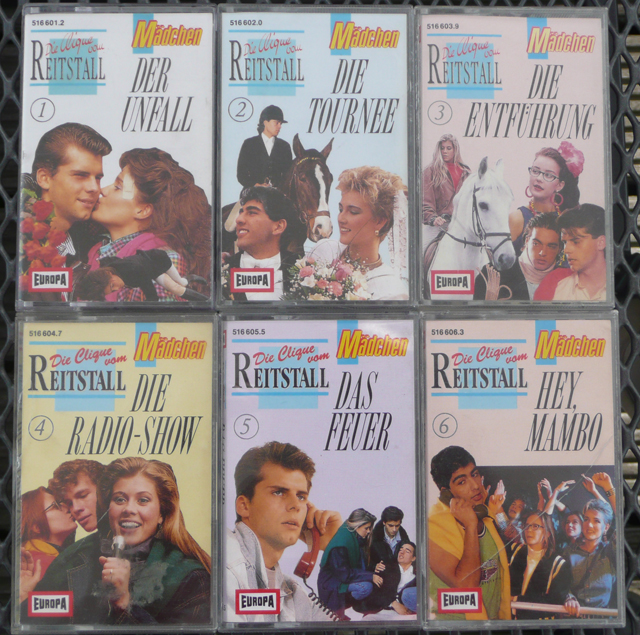 516 601.2
Mädchen
Die Clique vom
REITSTALL
1
DER
UNFALL
EUROPA
516 602.0
Mädchen
Die Clique vom
REITSTALL
2
DIE
TOURNEE
EUROPA
516 603.9
Mädchen
Die Clique vom
REITSTALL
3
DIE
ENTFÜHRUNG
EUROPA
516 604.7
Mädchen
Die Clique vom
REITSTALL
4
DIE
RADIO-SHOW
EUROPA
516 605.5
Mädchen
Die Clique vom
REITSTALL
5
DAS
FEUER
EUROPA
516 606.3
Mädchen
Die Clique vom
REITSTALL
6
HEY,
MAMBO
EUROPA